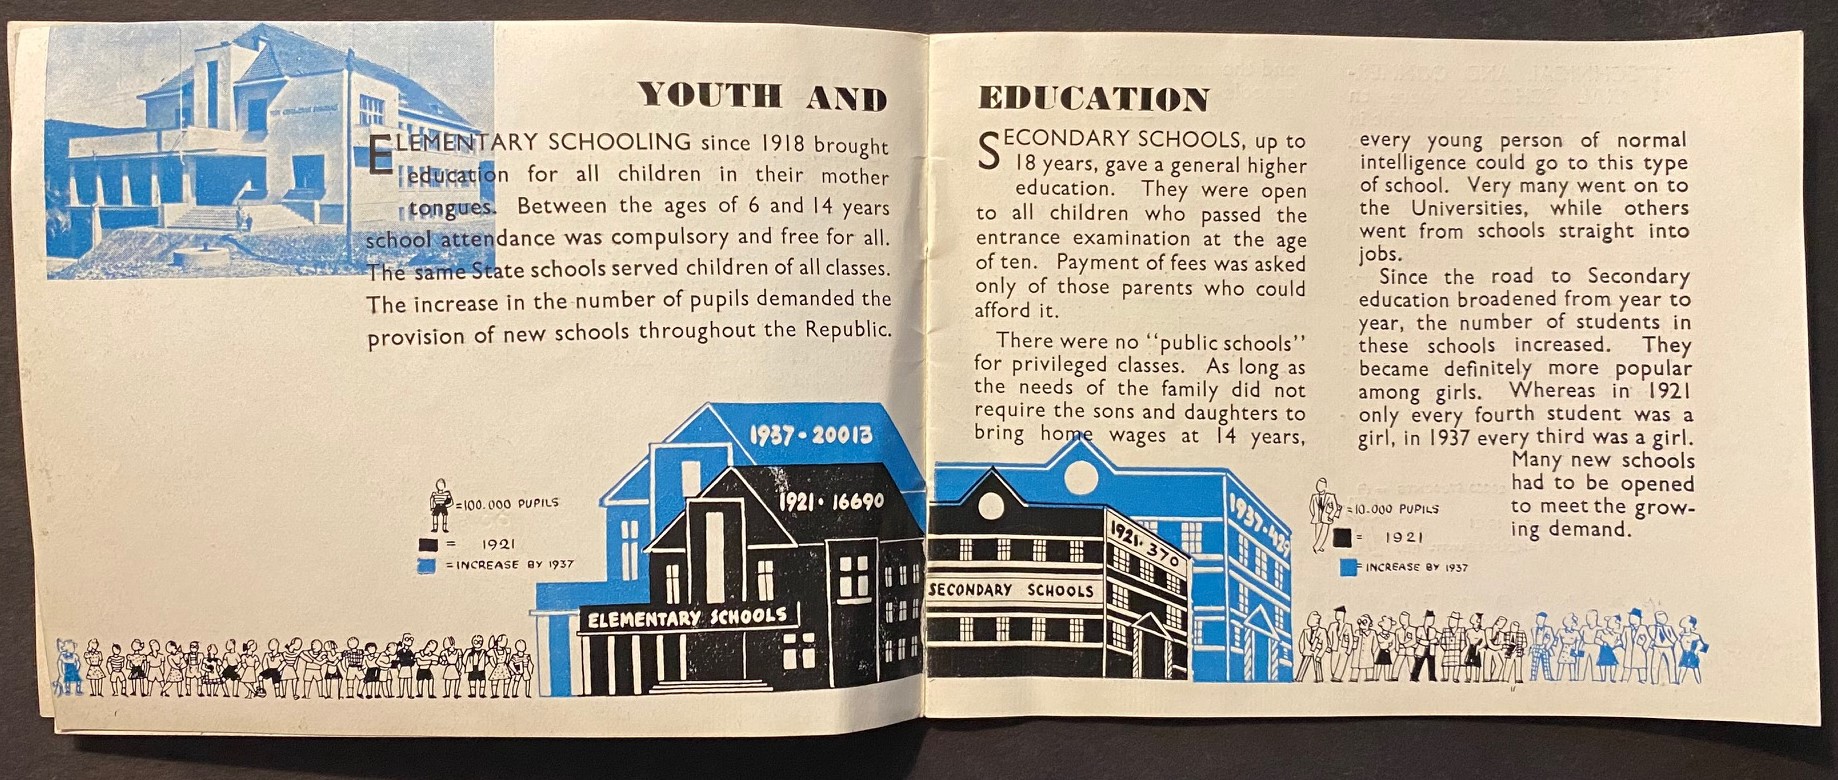 YOUTH AND
ELEMENTARY SCHOOLING since 1918 brought
education for all children in their mother
tongues. Between the ages of 6 and 14 years
school attendance was compulsory and free for all.
The same State schools served children of all classes.
The increase in the number of pupils demanded the
provision of new schools throughout the Republic.
=100.000 PUPILS
= 1921
=INCREASE BY 1937
1937-20013
1921·16690
ELEMENTARY SCHOOLS
EDUCATION
SECONDARY SCHOOLS, up to
18 years, gave a general higher
education. They were open
to all children who passed the
entrance examination at the age
of ten. Payment of fees was asked
only of those parents who could
afford it.
There were no "public schools"
for privileged classes. As long as
the needs of the family did not
require the sons and daughters to
bring home wages at 14 years,
every young person of normal
intelligence could go to this type
of school. Very many went on to
the Universities, while others
went from schools straight into
jobs.
Since the road to Secondary
education broadened from year to
year, the number of students in
these schools increased. They
became definitely more popular
among girls. Whereas in 1921
only every fourth student was a
girl, in 1937 every third was a girl.
Many new schools
had to be opened
to meet the grow-
ing demand.
1937-429
1921·370
SECONDARY SCHOOLS
=10.000 PUPILS
= 1921
= INCREASE BY 1937